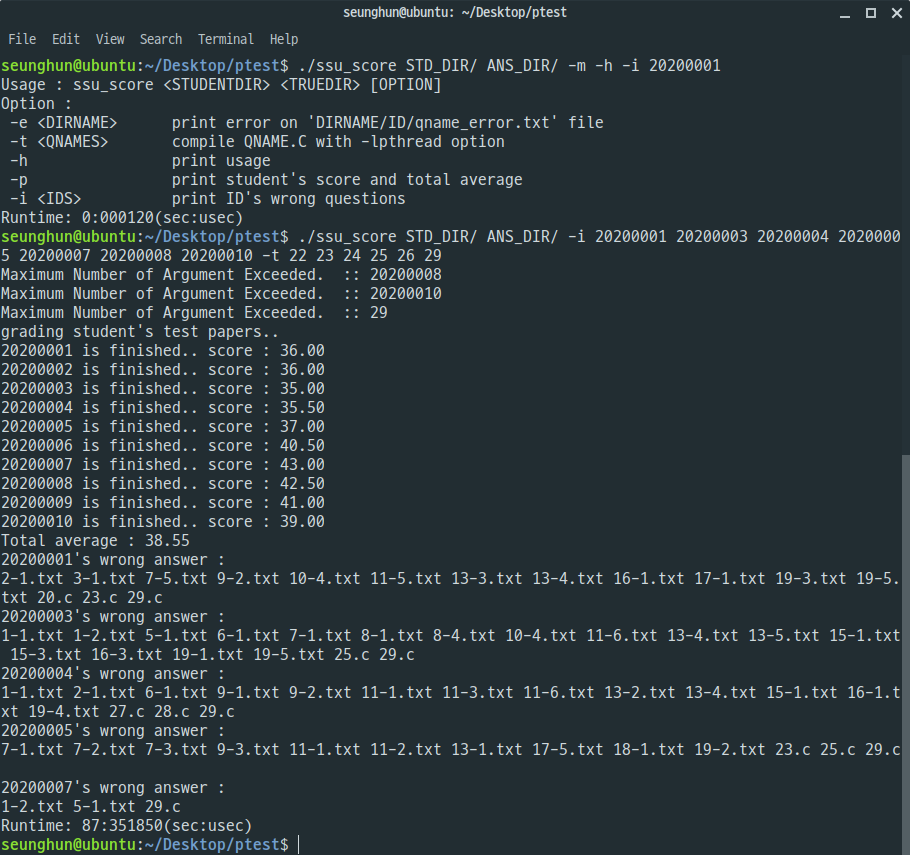 seunghun@ubuntu: ~/Desktop/ptest
File Edit View Search Terminal Help
seunghun@ubuntu:~/Desktop/ptest$ ./ssu_score STD_DIR/ ANS_DIR/ -m -h -i 20200001
Usage : ssu_score <STUDENTDIR> <TRUEDIR> [OPTION]
Option :
-e <DIRNAME> print error on 'DIRNAME/ID/qname_error.txt' file
-t <QNAMES> compile QNAME.C with -lpthread option
-h print usage
-p print student's score and total average
-i <IDS> print ID's wrong questions
Runtime: 0:000120(sec:usec)
seunghun@ubuntu:~/Desktop/ptest$ ./ssu_score STD_DIR/ ANS_DIR/ -i 20200001 20200003 20200004 2020000
5 20200007 20200008 20200010 -t 22 23 24 25 26 29
Maximum Number of Argument Exceeded. :: 20200008
Maximum Number of Argument Exceeded. :: 20200010
Maximum Number of Argument Exceeded. :: 29
grading student's test papers..
20200001 is finished.. score : 36.00
20200002 is finished.. score : 36.00
20200003 is finished.. score : 35.00
20200004 is finished.. score : 35.50
20200005 is finished.. score : 37.00
20200006 is finished.. score : 40.50
20200007 is finished.. score : 43.00
20200008 is finished.. score : 42.50
20200009 is finished.. score : 41.00
20200010 is finished.. score : 39.00
Total average : 38.55
20200001's wrong answer :
2-1.txt 3-1.txt 7-5.txt 9-2.txt 10-4.txt 11-5.txt 13-3.txt 13-4.txt 16-1.txt 17-1.txt 19-3.txt 19-5.
txt 20.c 23.c 29.c
20200003's wrong answer :
1-1.txt 1-2.txt 5-1.txt 6-1.txt 7-1.txt 8-1.txt 8-4.txt 10-4.txt 11-6.txt 13-4.txt 13-5.txt 15-1.txt
15-3.txt 16-3.txt 19-1.txt 19-5.txt 25.c 29.c
20200004's wrong answer :
1-1.txt 2-1.txt 6-1.txt 9-1.txt 9-2.txt 11-1.txt 11-3.txt 11-6.txt 13-2.txt 13-4.txt 15-1.txt 16-1.t
xt 19-4.txt 27.c 28.c 29.c
20200005's wrong answer :
7-1.txt 7-2.txt 7-3.txt 9-3.txt 11-1.txt 11-2.txt 13-1.txt 17-5.txt 18-1.txt 19-2.txt 23.c 25.c 29.c
20200007's wrong answer :
1-2.txt 5-1.txt 29.c
Runtime: 87:351850(sec:usec)
seunghun@ubuntu:~/Desktop/ptest$